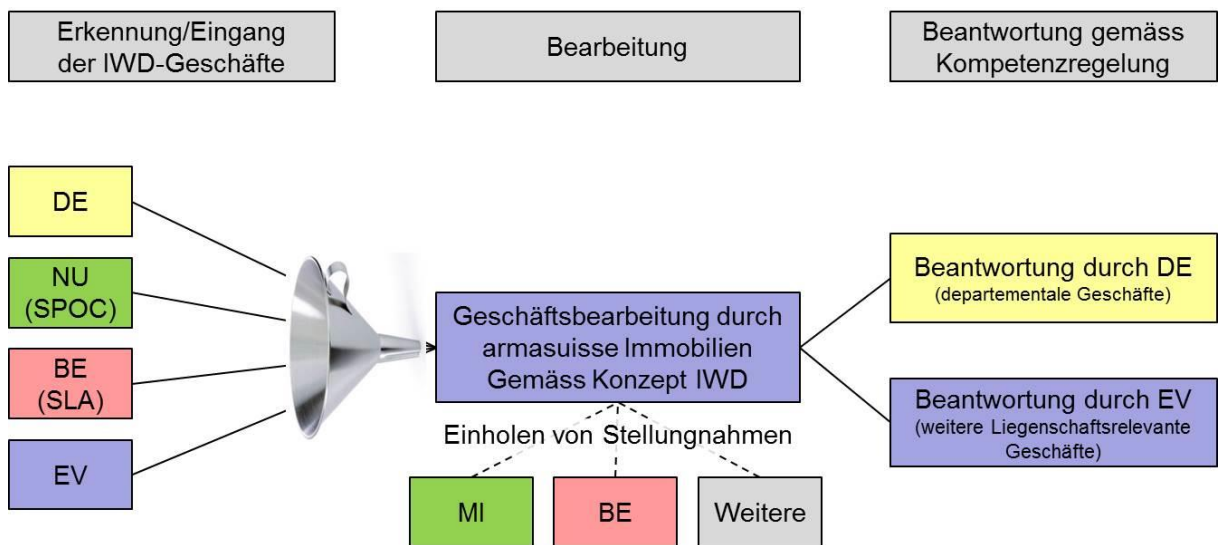 Erkennung/Eingang
der IWD-Geschäfte
Bearbeitung
Beantwortung gemäss
Kompetenzregelung
DE
NU
(SPOC)
BE
(SLA)
EV
Geschäftsbearbeitung durch
armasuisse Immobilien
Gemäss Konzept IWD
Einholen von Stellungnahmen
MI
BE
Weitere
Beantwortung durch DE
(departementale Geschäfte)
Beantwortung durch EV
(weitere Liegenschaftsrelevante
Geschäfte)